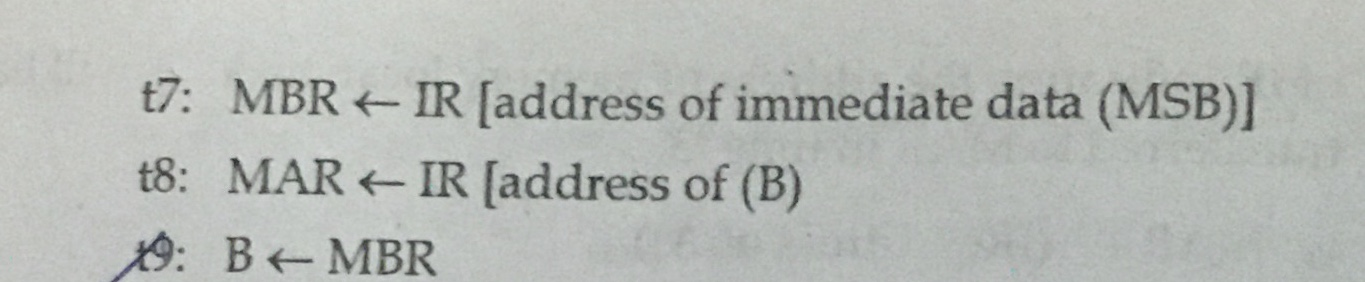 t7: MBR ← IR [address of immediate data (MSB)]
t8: MAR ← IR [address of (B)
t9: B ← MBR